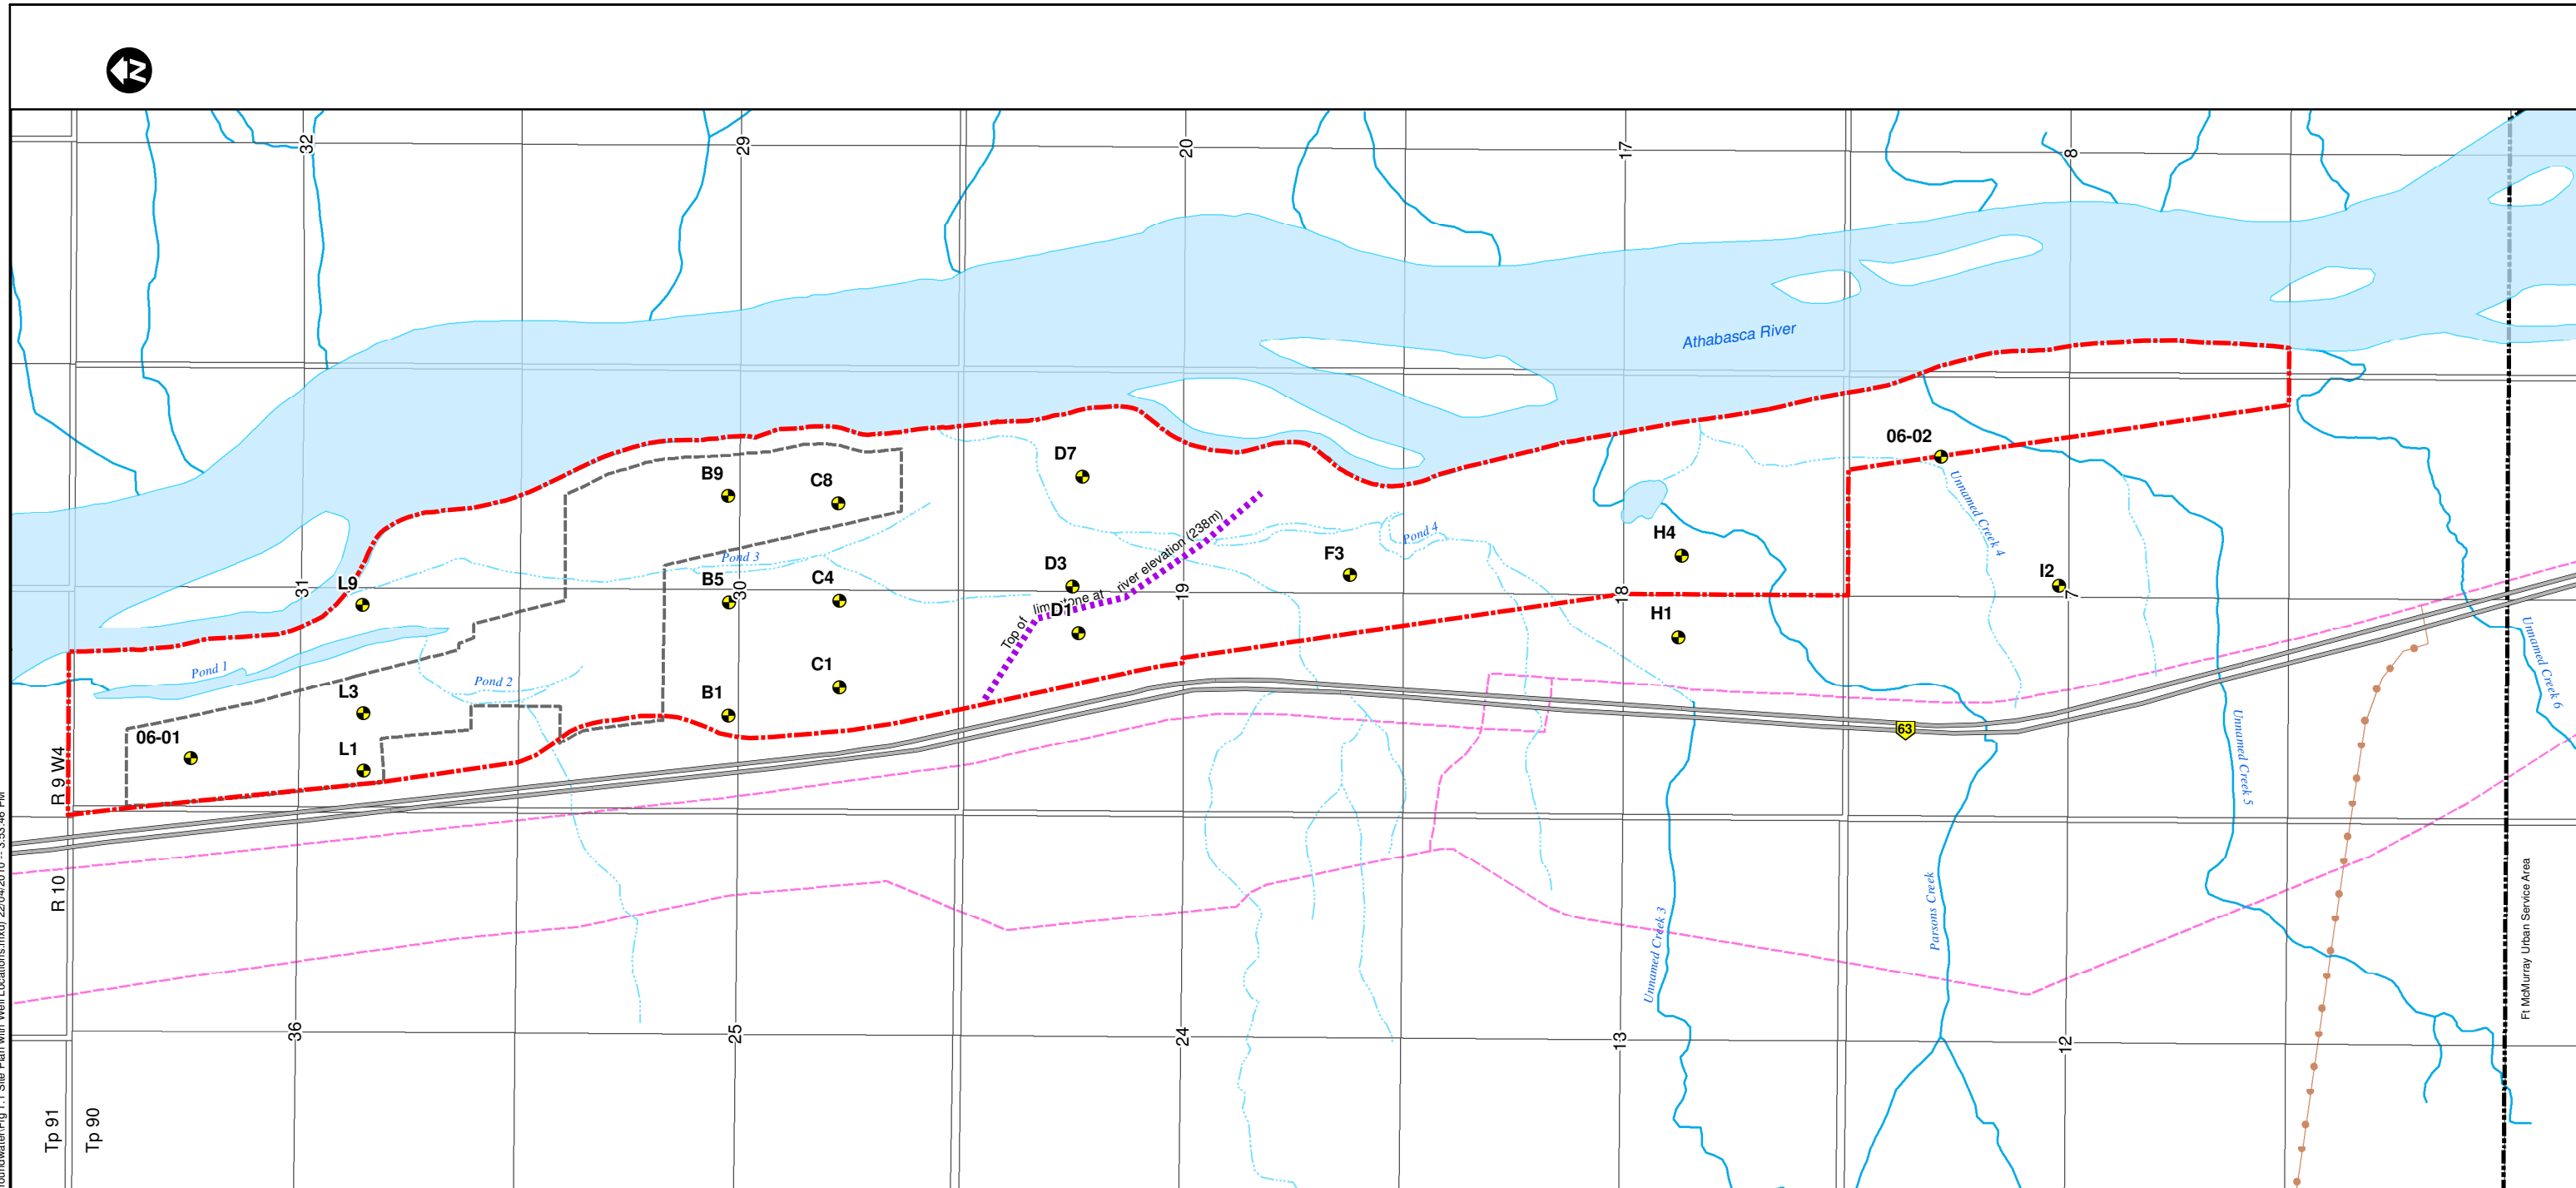 N
32
29
20
17
8
Athabasca River
06-02
D7
B9
C8
Unnamed Creek 4
Top of limestone at river elevation (238m)
Pond 4
H4
F3
Pond 3
D3
I2
L9
31
B5
30
C4
19
18
7
D1
H1
Unnamed Creek 6
Pond 1
Pond 2
C1
L3
B1
63
06-01
L1
Unnamed Creek 5
R 9 W4
R 10
Parsons Creek
Unnamed Creek 3
Ft McMurray Urban Service Area
36
25
24
13
12
Tp 91
Tp 90